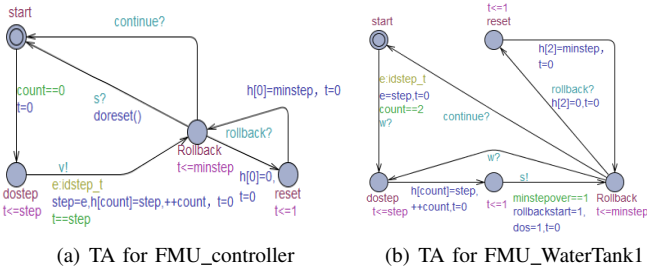 start
continue?
count==0
t=0
s?
doreset()
h[0]=minstep, t=0
rollback?
Rollback
t<=minstep
v!
dostep
t<=step
e:idstep_t
step=e,h[count]=step,++count, t=0
t==step
h[0]=0,
t=0
reset
t<=1
(a) TA for FMU_controller
start
t<=1
reset
h[2]=minstep,
t=0
e:idstep_t
e=step,t=0
count==2
w?
rollback?
h[2]=0,t=0
continue?
w?
dostep
t<=step
h[count]=step,
++count,t=0
t<=1
s!
minstepover==1
rollbackstart=1,
dos=1,t=0
Rollback
t<=minstep
(b) TA for FMU_WaterTank1